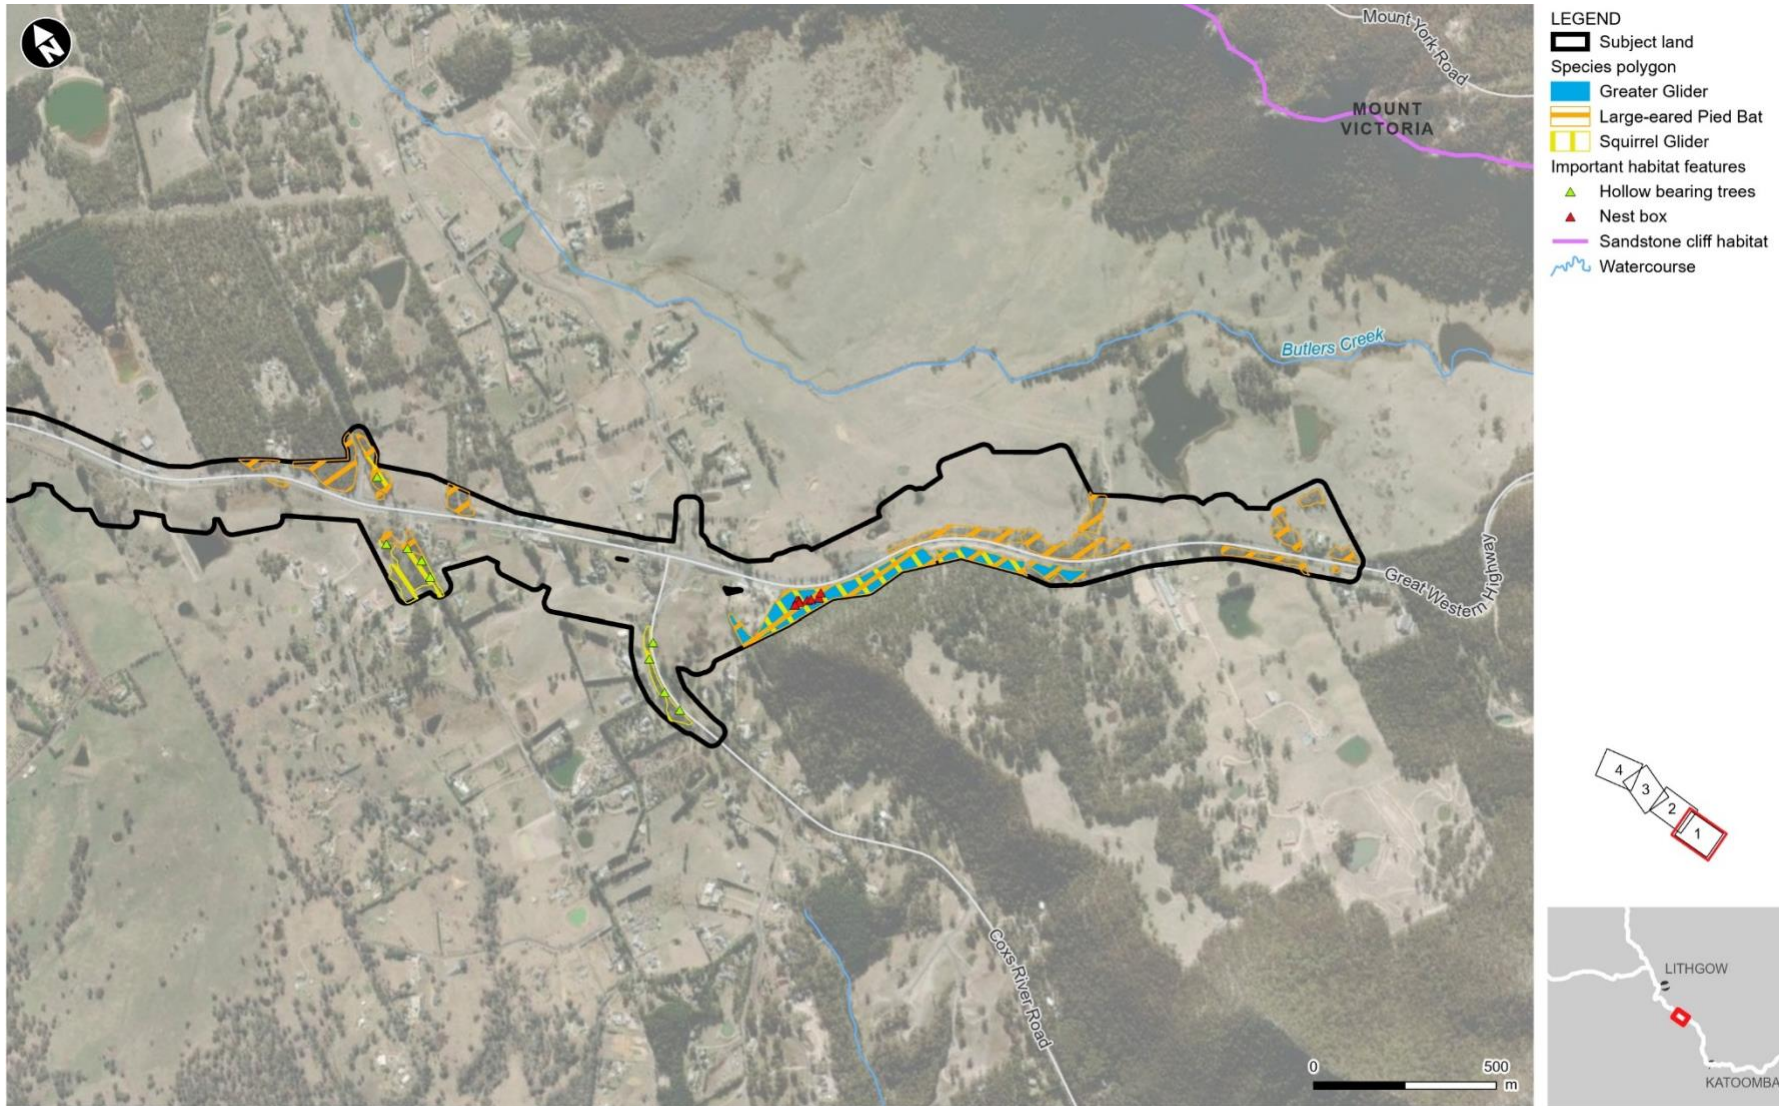 N
Mount York Road
MOUNT
VICTORIA
Butlers Creek
Great Western Highway
Coxs River Road
0 500
m
LEGEND
Subject land
Species polygon
Greater Glider
Large-eared Pied Bat
Squirrel Glider
Important habitat features
Hollow bearing trees
Nest box
Sandstone cliff habitat
Watercourse
4
3
2
1
LITHGOW
KATOOMBA